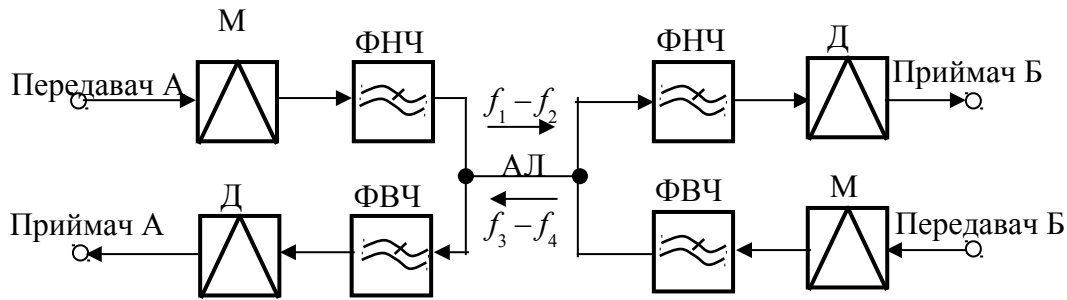 М
ФНЧ
ФНЧ
Д
Передавач А
Приймач Б
f₁ – f₂
АЛ
Д
ФВЧ
ФВЧ
М
Приймач А
f₃ – f₄
Передавач Б